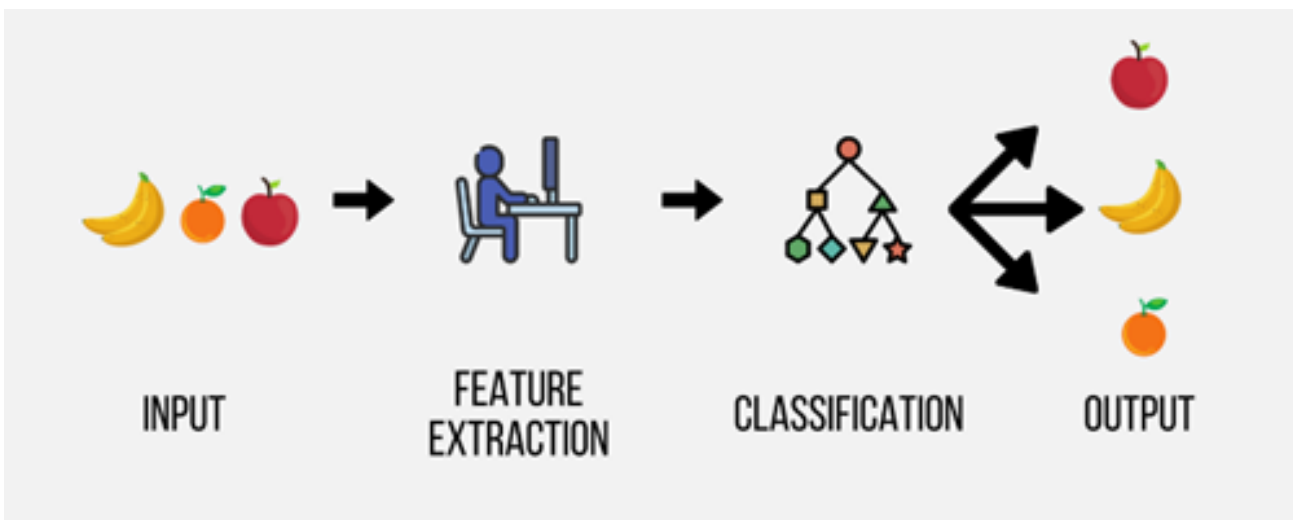 INPUT
FEATURE
EXTRACTION
CLASSIFICATION
OUTPUT